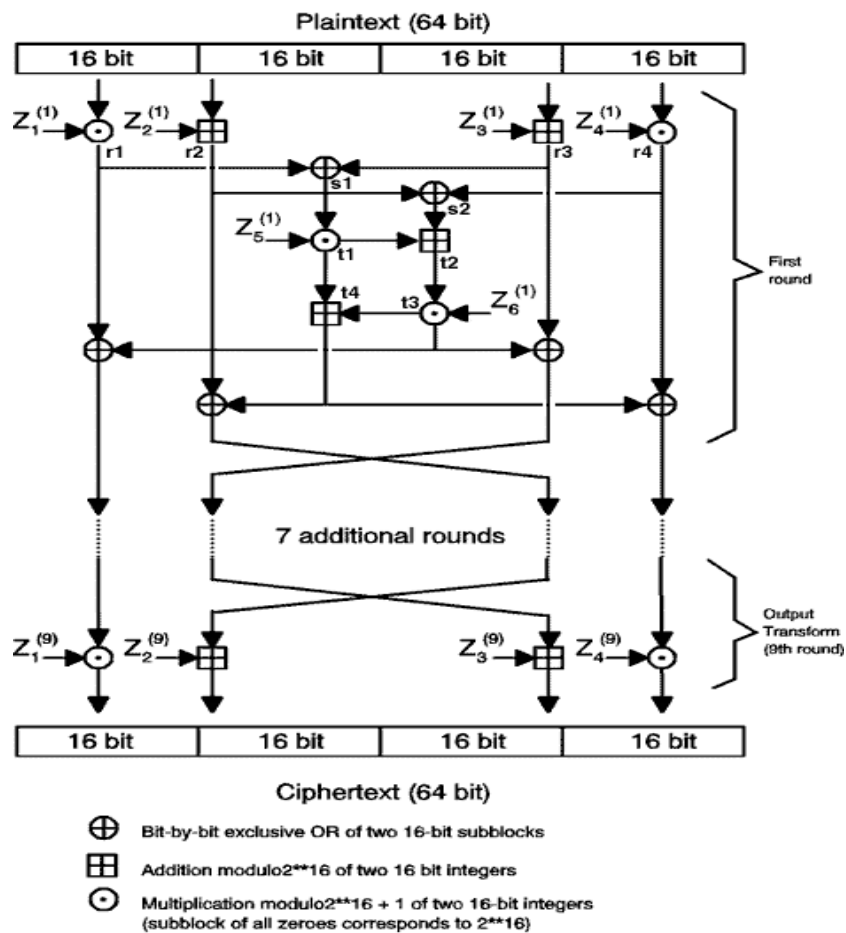 Plaintext (64 bit)
16 bit 16 bit 16 bit 16 bit
Z1(1) Z2(1) Z3(1) Z4(1)
r1 r2 r3 r4
s1
s2
Z5(1)
t1 t2
t4 t3 Z6(1)
First
round
7 additional rounds
Output
Transform
(9th round)
Z1(9) Z2(9) Z3(9) Z4(9)
16 bit 16 bit 16 bit 16 bit
Ciphertext (64 bit)
Bit-by-bit exclusive OR of two 16-bit subblocks
Addition modulo2**16 of two 16 bit integers
Multiplication modulo2**16 + 1 of two 16-bit integers
(subblock of all zeroes corresponds to 2**16)